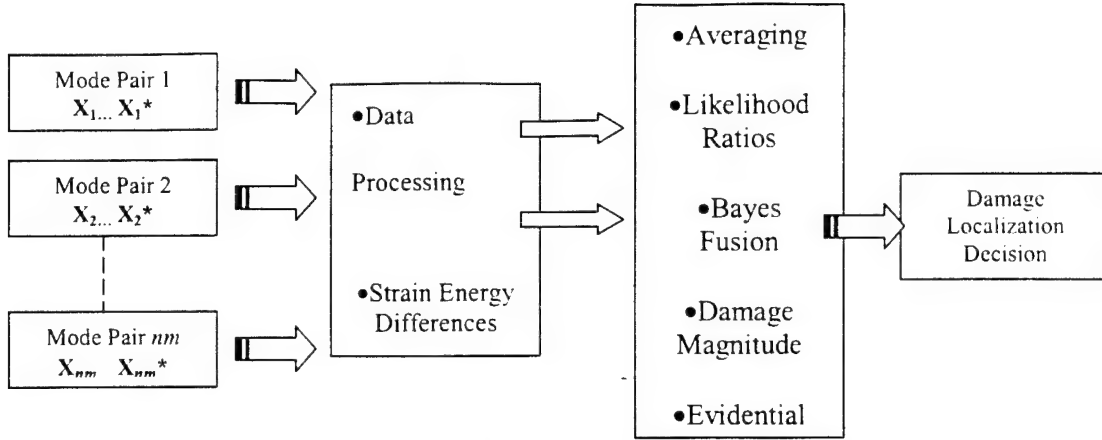 Mode Pair 1
X1... X1*
Mode Pair 2
X2... X2*
Mode Pair nm
Xnm Xnm*
•Data
Processing
•Strain Energy
Differences
•Averaging
•Likelihood
Ratios
•Bayes
Fusion
•Damage
Magnitude
•Evidential
Damage
Localization
Decision